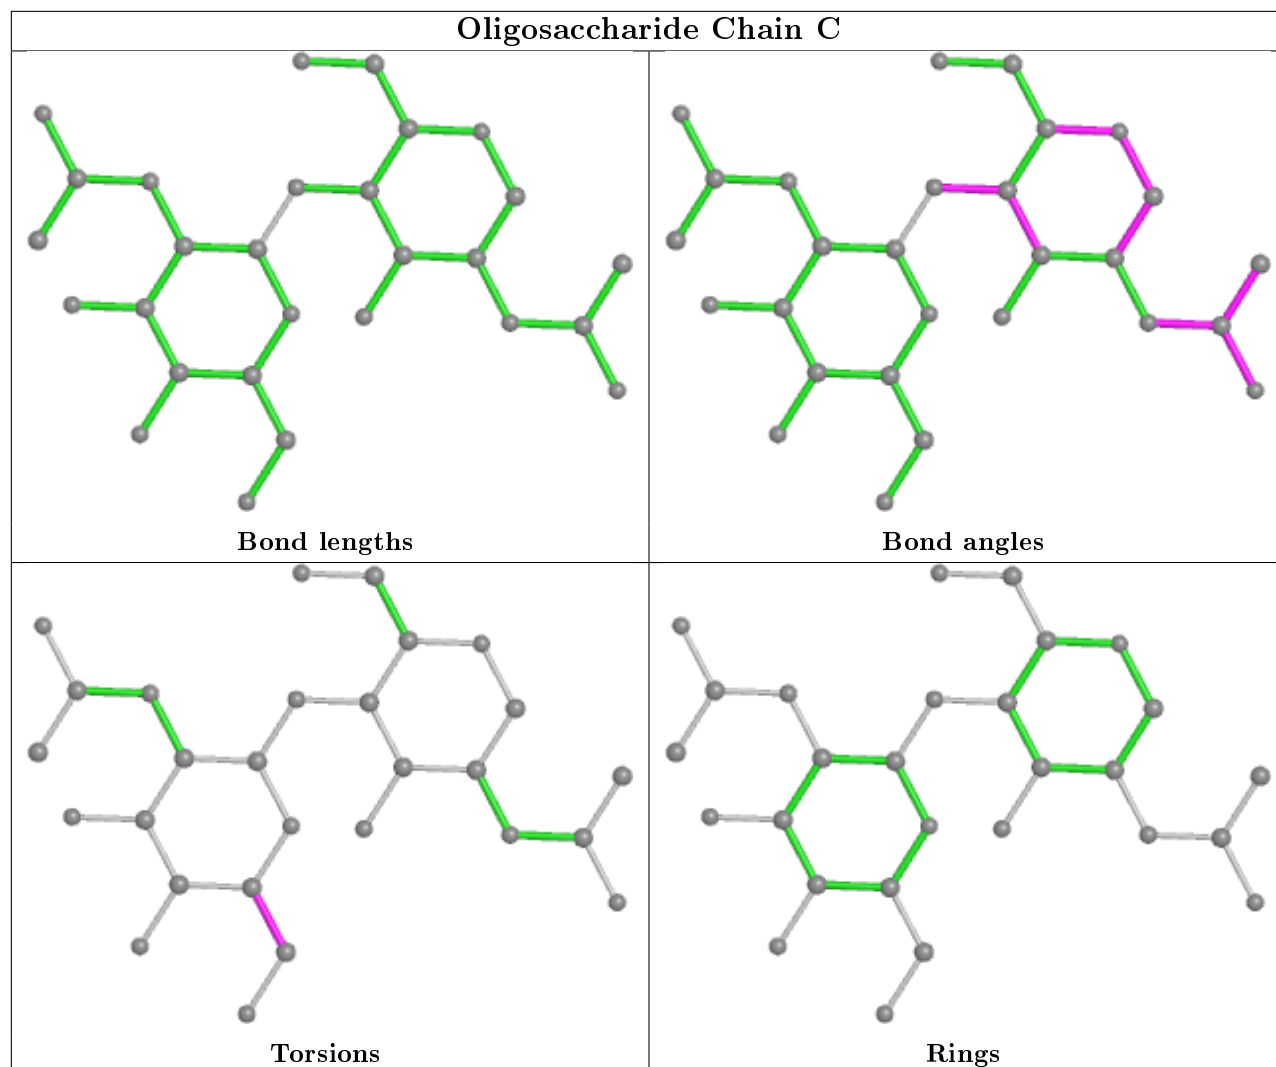 Oligosaccharide Chain C
Bond lengths
Bond angles
Torsions
Rings